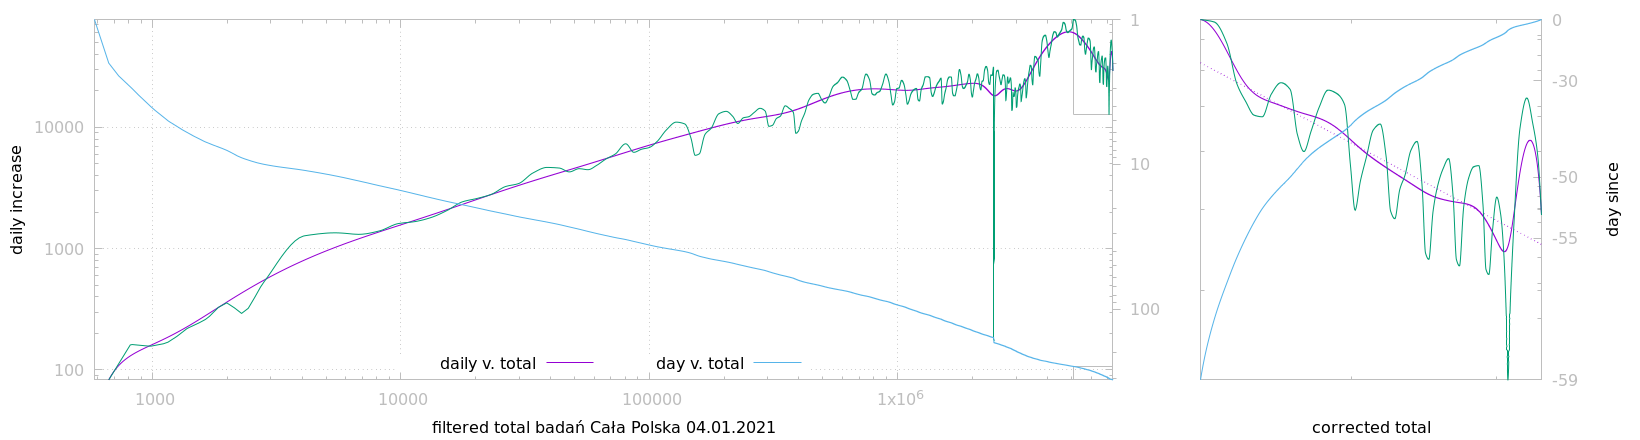 daily increase
10000
1000
100
1000
10000
100000
1x10⁶
1
10
100
daily v. total
day v. total
filtered total badań Cała Polska 04.01.2021
0
-30
-50
-55
-59
day since
corrected total